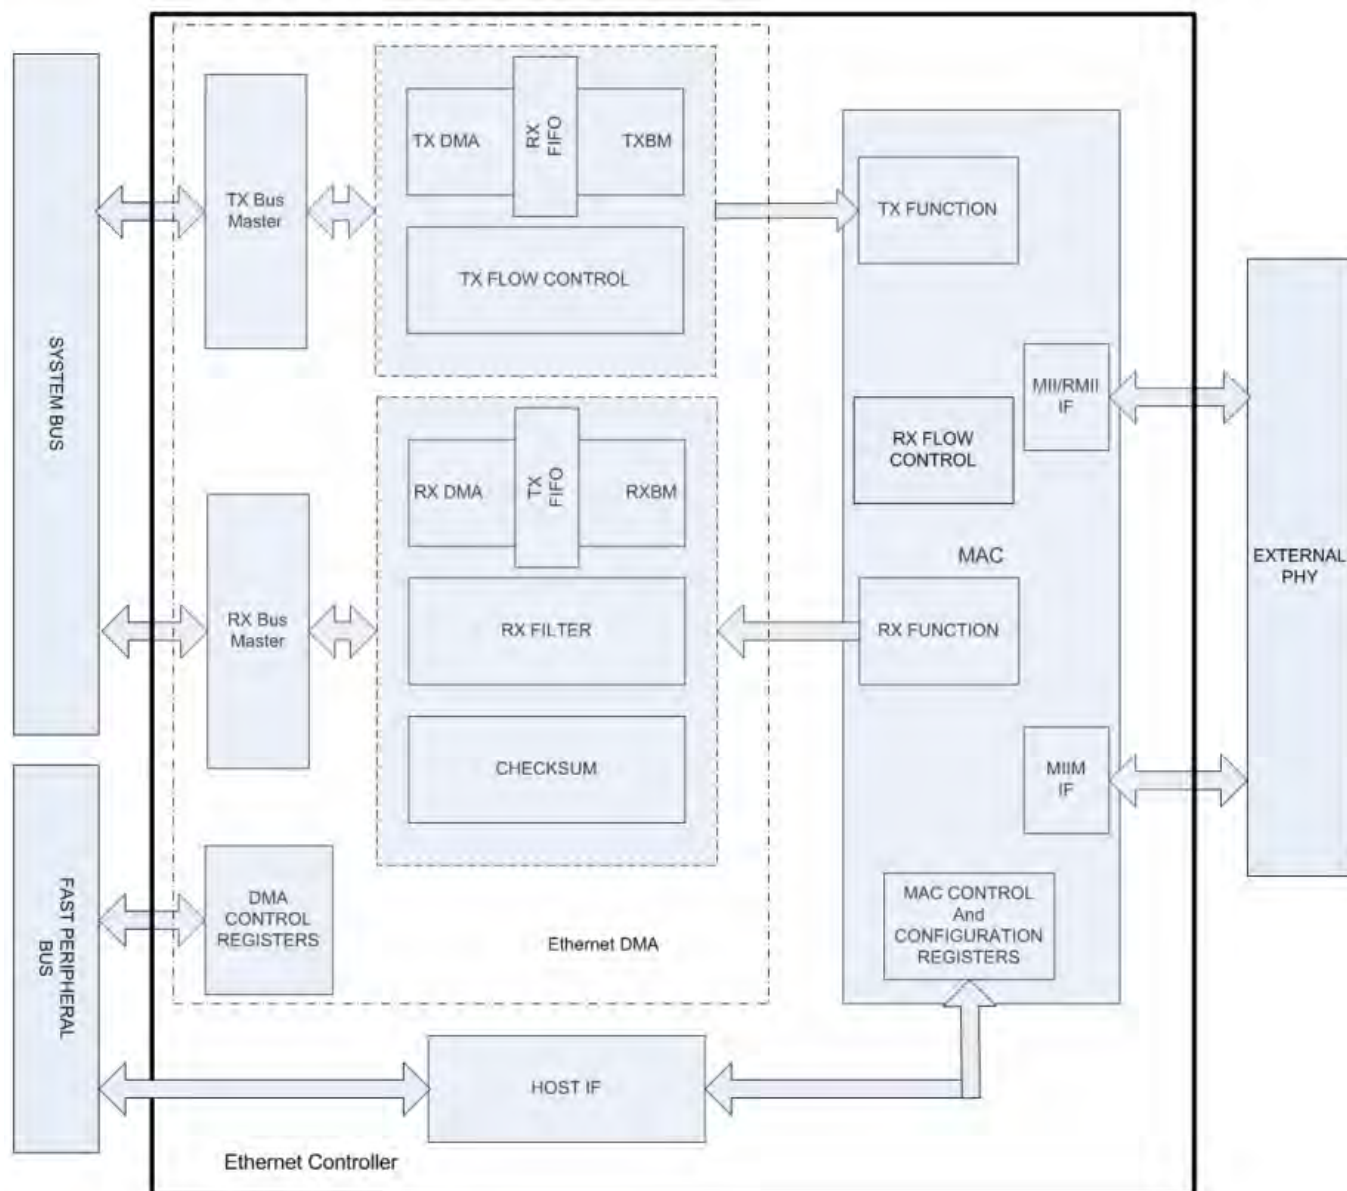 SYSTEM BUS
FAST PERIPHERAL
BUS
TX Bus
Master
TX DMA
RX
FIFO
TXBM
TX FLOW CONTROL
RX Bus
Master
RX DMA
TX
FIFO
RXBM
RX FILTER
CHECKSUM
DMA
CONTROL
REGISTERS
Ethernet DMA
TX FUNCTION
MII/RMII
IF
RX FLOW
CONTROL
MAC
RX FUNCTION
MIIM
IF
MAC CONTROL
And
CONFIGURATION
REGISTERS
EXTERNAL
PHY
HOST IF
Ethernet Controller